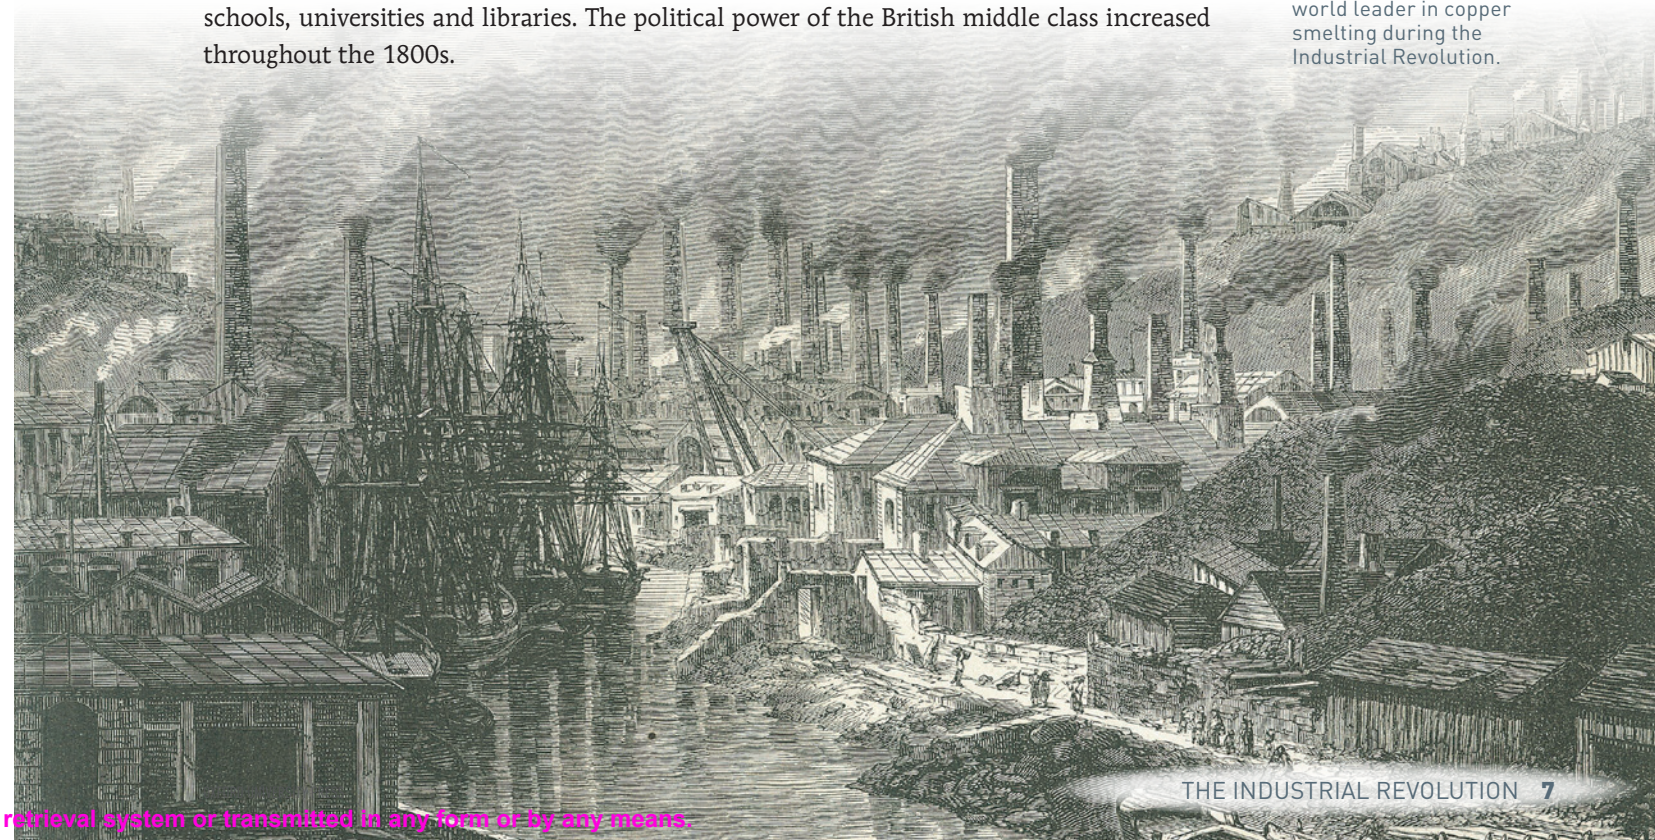 schools, universities and libraries. The political power of the British middle class increased
throughout the 1800s.
world leader in copper
smelting during the
Industrial Revolution.
THE INDUSTRIAL REVOLUTION 7
retrieval system or transmitted in any form or by any means.